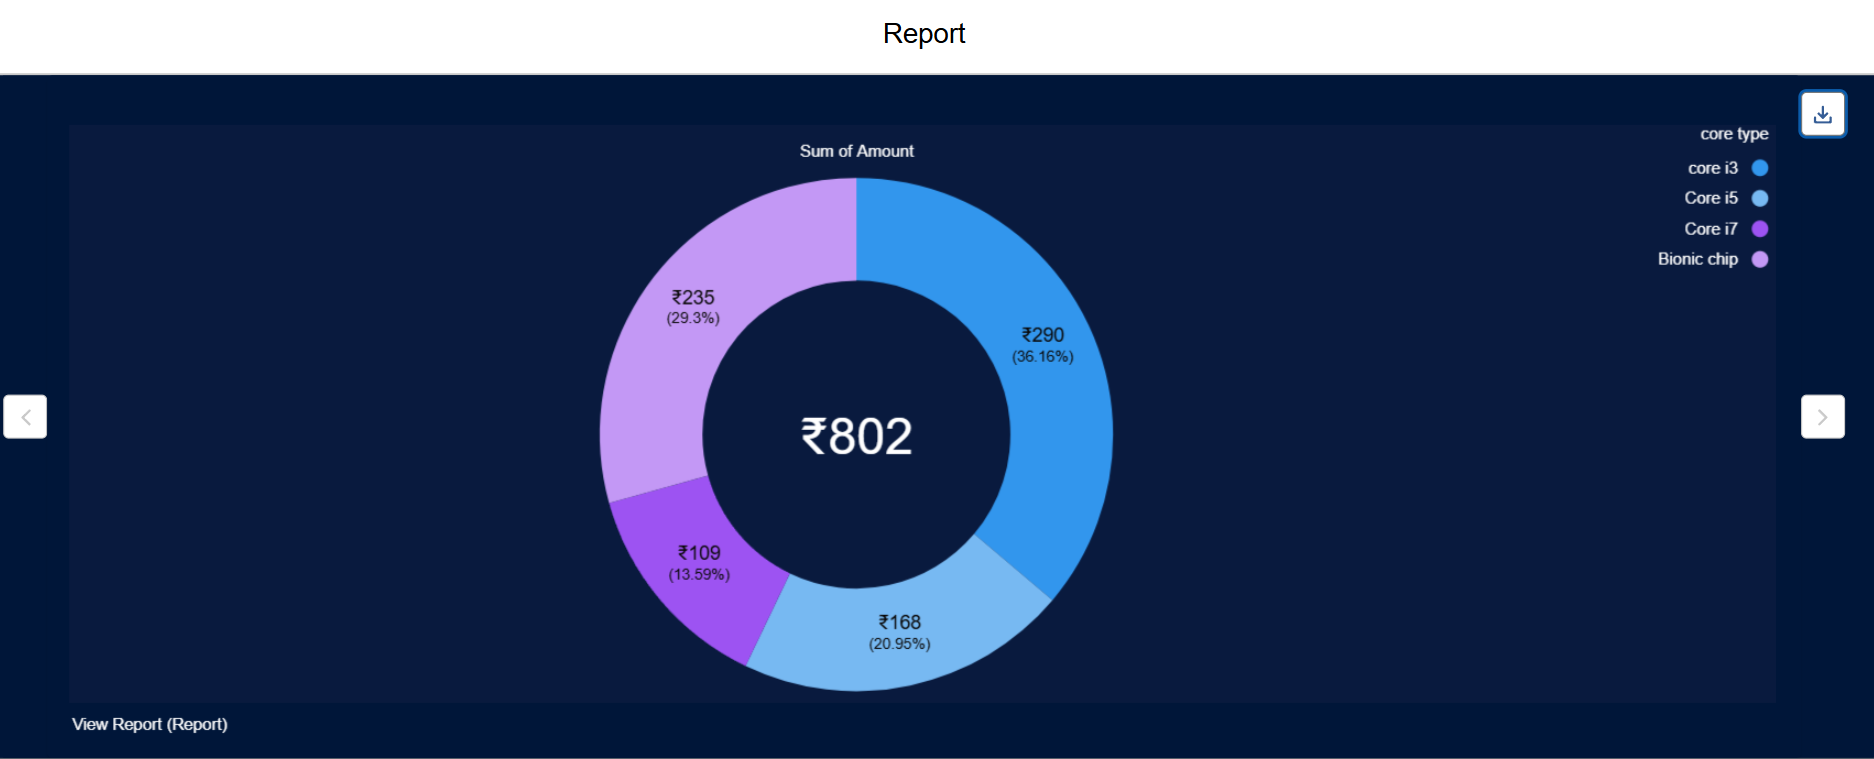 Report
Sum of Amount
core type
core i3
Core i5
Core i7
Bionic chip
₹235
(29.3%)
₹290
(36.16%)
₹802
₹109
(13.59%)
₹168
(20.95%)
View Report (Report)